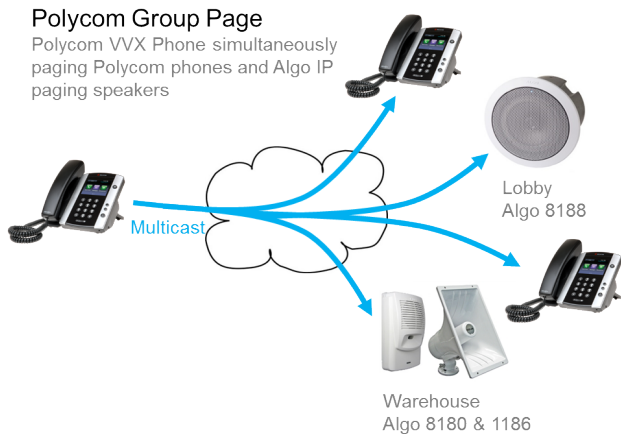 Polycom Group Page
Polycom VVX Phone simultaneously
paging Polycom phones and Algo IP
paging speakers
Lobby
Algo 8188
Multicast
Warehouse
Algo 8180 & 1186